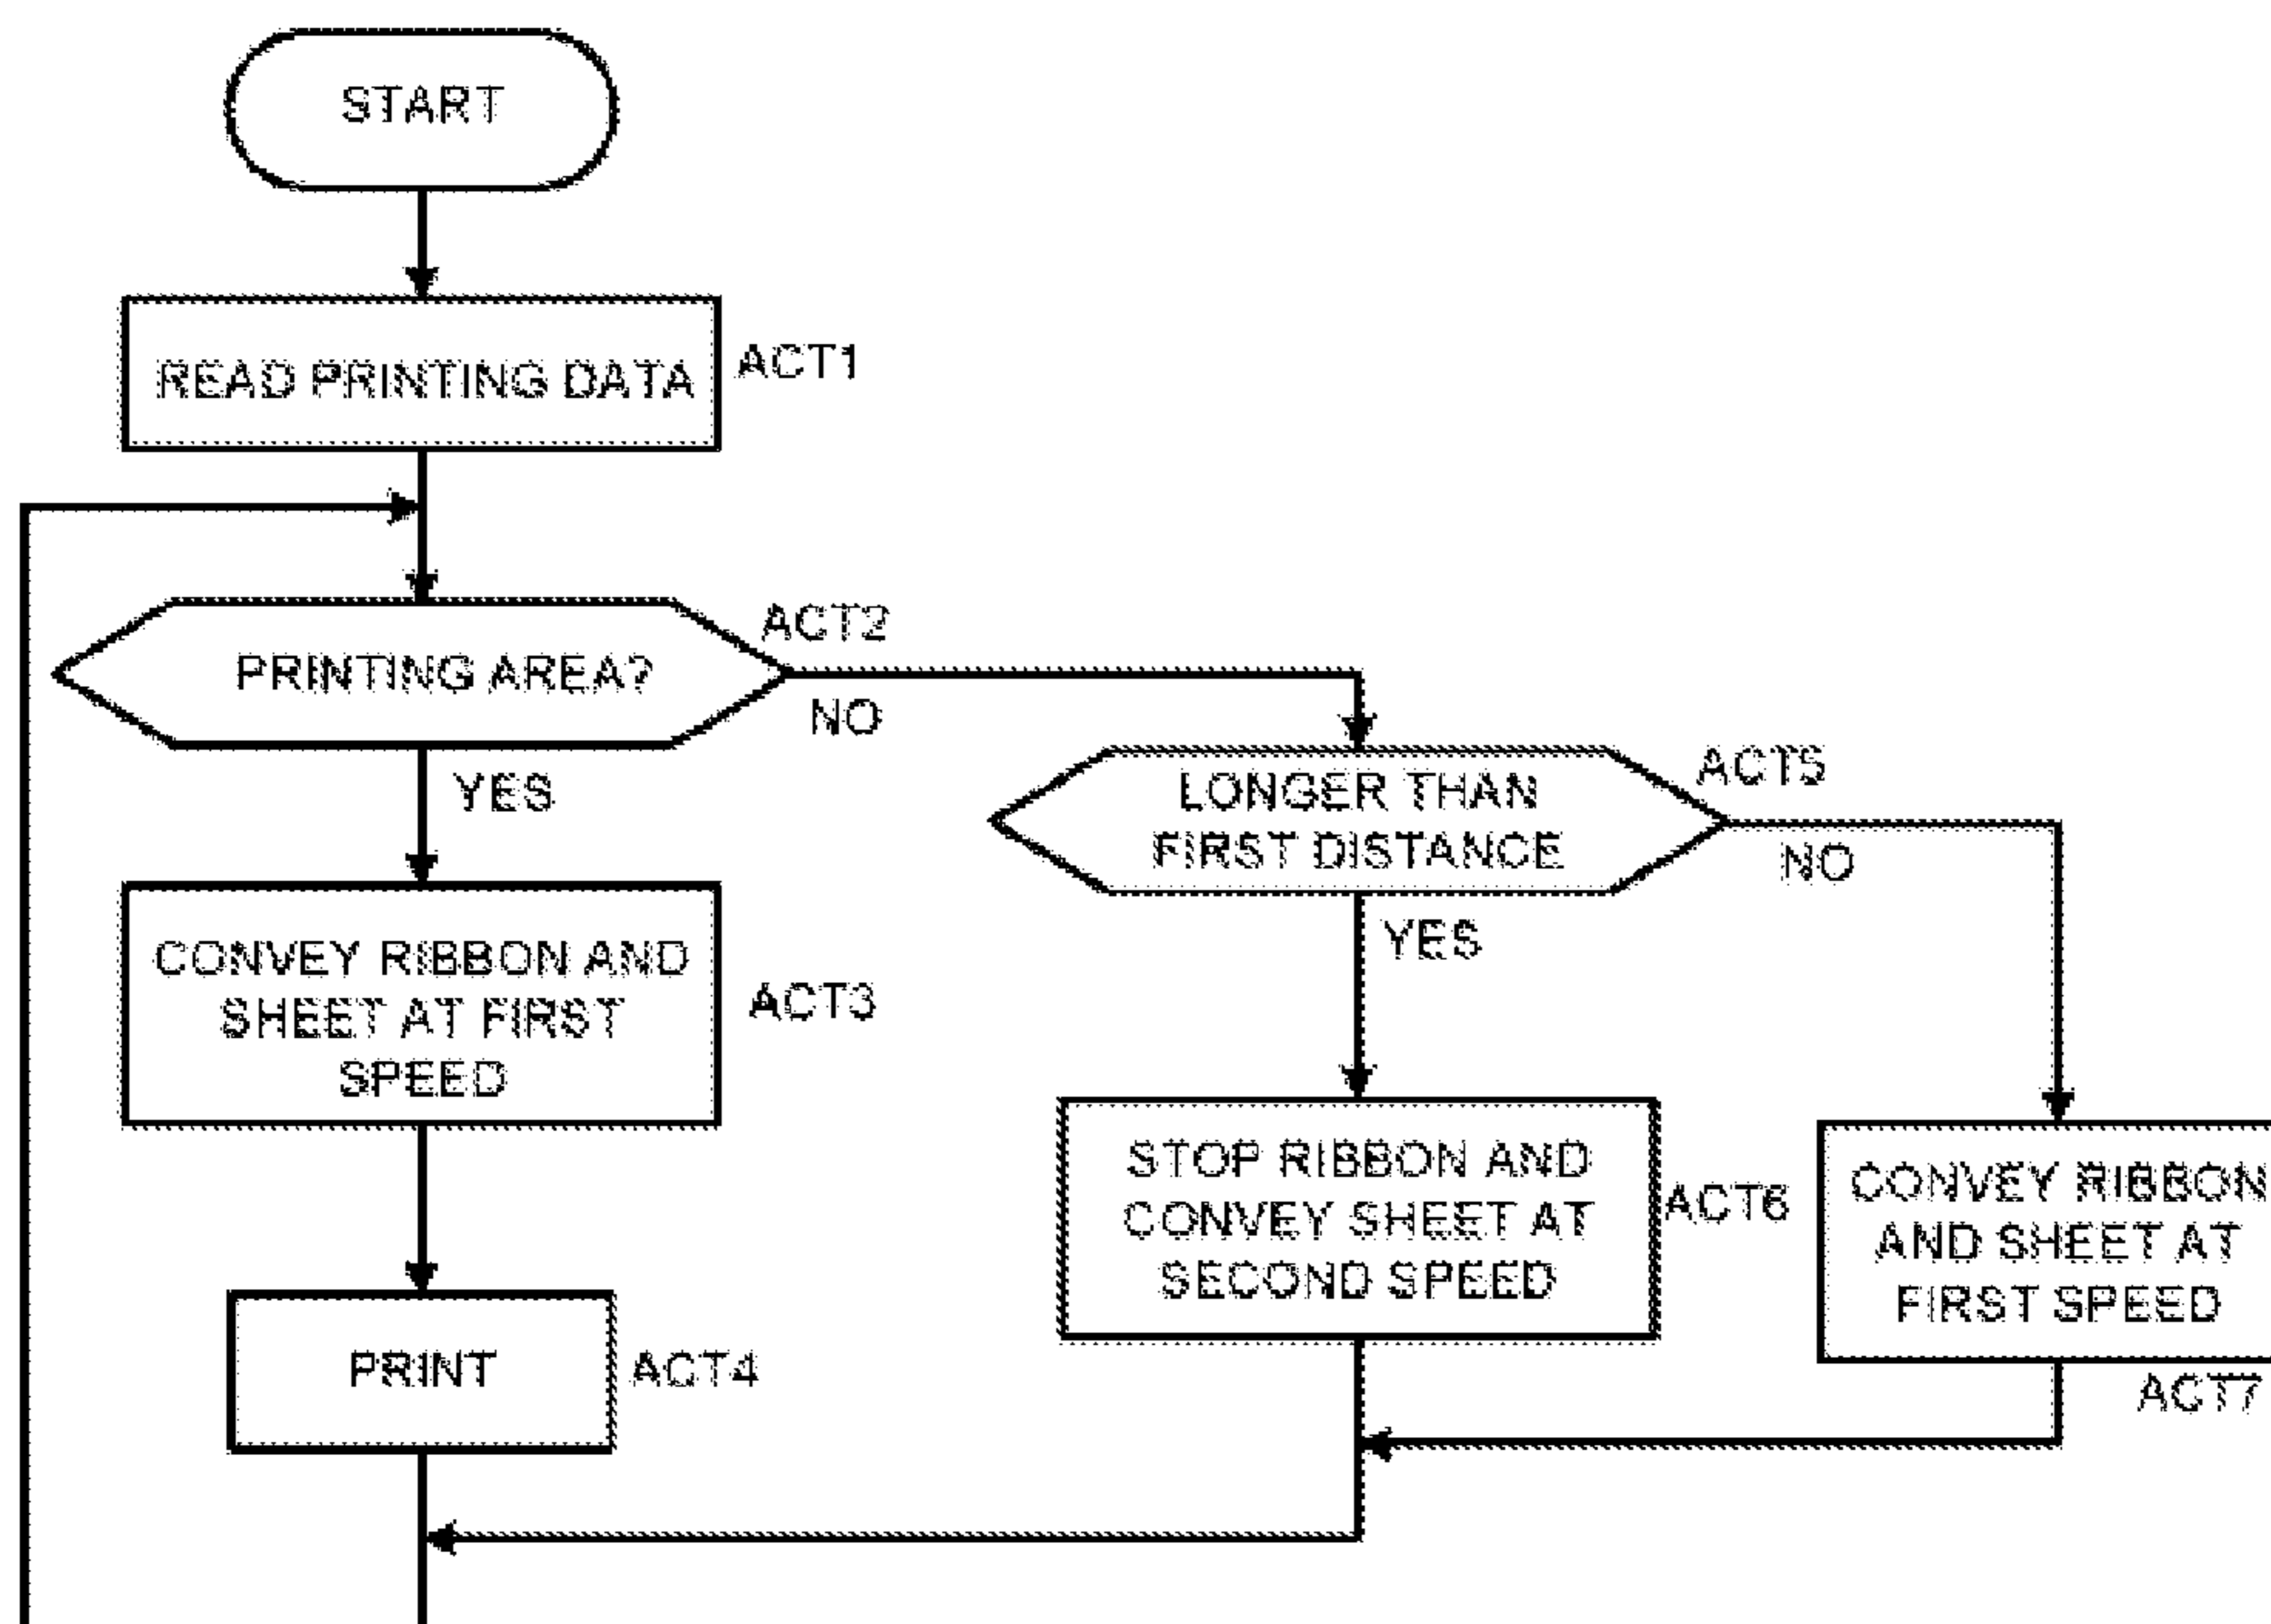 START
READ PRINTING DATA
ACT1
PRINTING AREA?
ACT2
NO
YES
CONVEY RIBBON AND
SHEET AT FIRST
SPEED
ACT3
PRINT
ACT4
LONGER THAN
FIRST DISTANCE
ACT5
NO
YES
STOP RIBBON AND
CONVEY SHEET AT
SECOND SPEED
ACT6
CONVEY RIBBON
AND SHEET AT
FIRST SPEED
ACT7